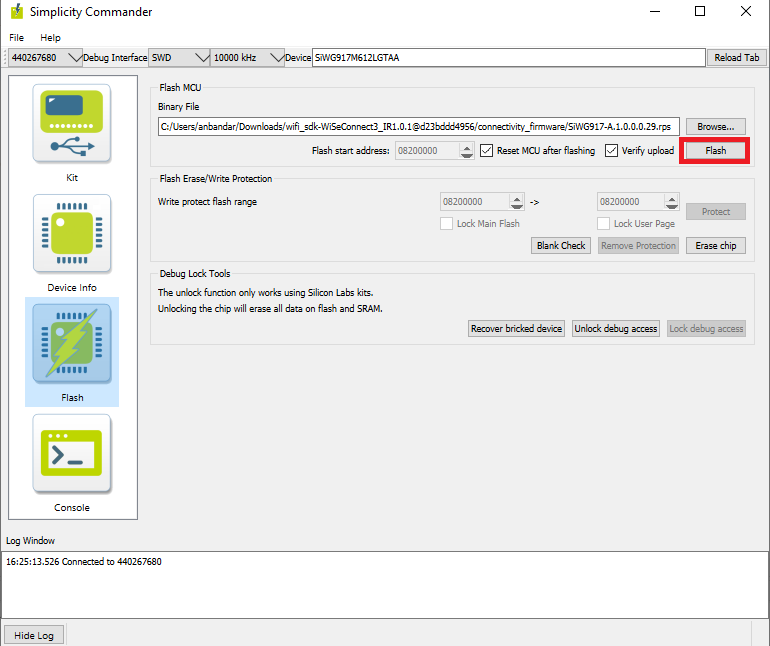 Simplicity Commander
File Help
440267680 Debug Interface SWD 10000 kHz Device SiWG917M612LGTAA Reload Tab
Kit
Device Info
Flash
Console
Flash MCU
Binary File
C:/Users/anbandar/Downloads/wifi_sdk-WiSeConnect3_IR1.0.1@d23bddd4956/connectivity_firmware/SiWG917-A.1.0.0.0.29.rps Browse...
Flash start address: 08200000 Reset MCU after flashing Verify upload Flash
Flash Erase/Write Protection
Write protect flash range 08200000 -> 08200000 Protect
Lock Main Flash Lock User Page
Blank Check Remove Protection Erase chip
Debug Lock Tools
The unlock function only works using Silicon Labs kits.
Unlocking the chip will erase all data on flash and SRAM.
Recover bricked device Unlock debug access Lock debug access
Log Window
16:25:13.526 Connected to 440267680
Hide Log